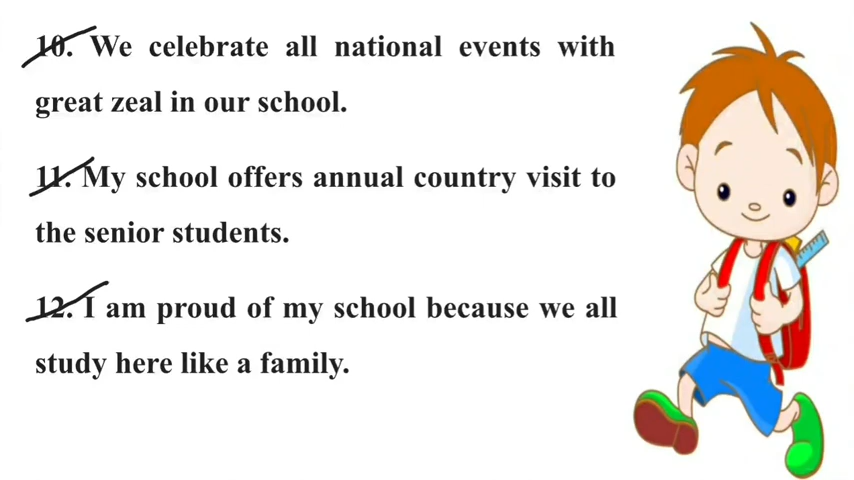 10. We celebrate all national events with
great zeal in our school.
11. My school offers annual country visit to
the senior students.
12. I am proud of my school because we all
study here like a family.